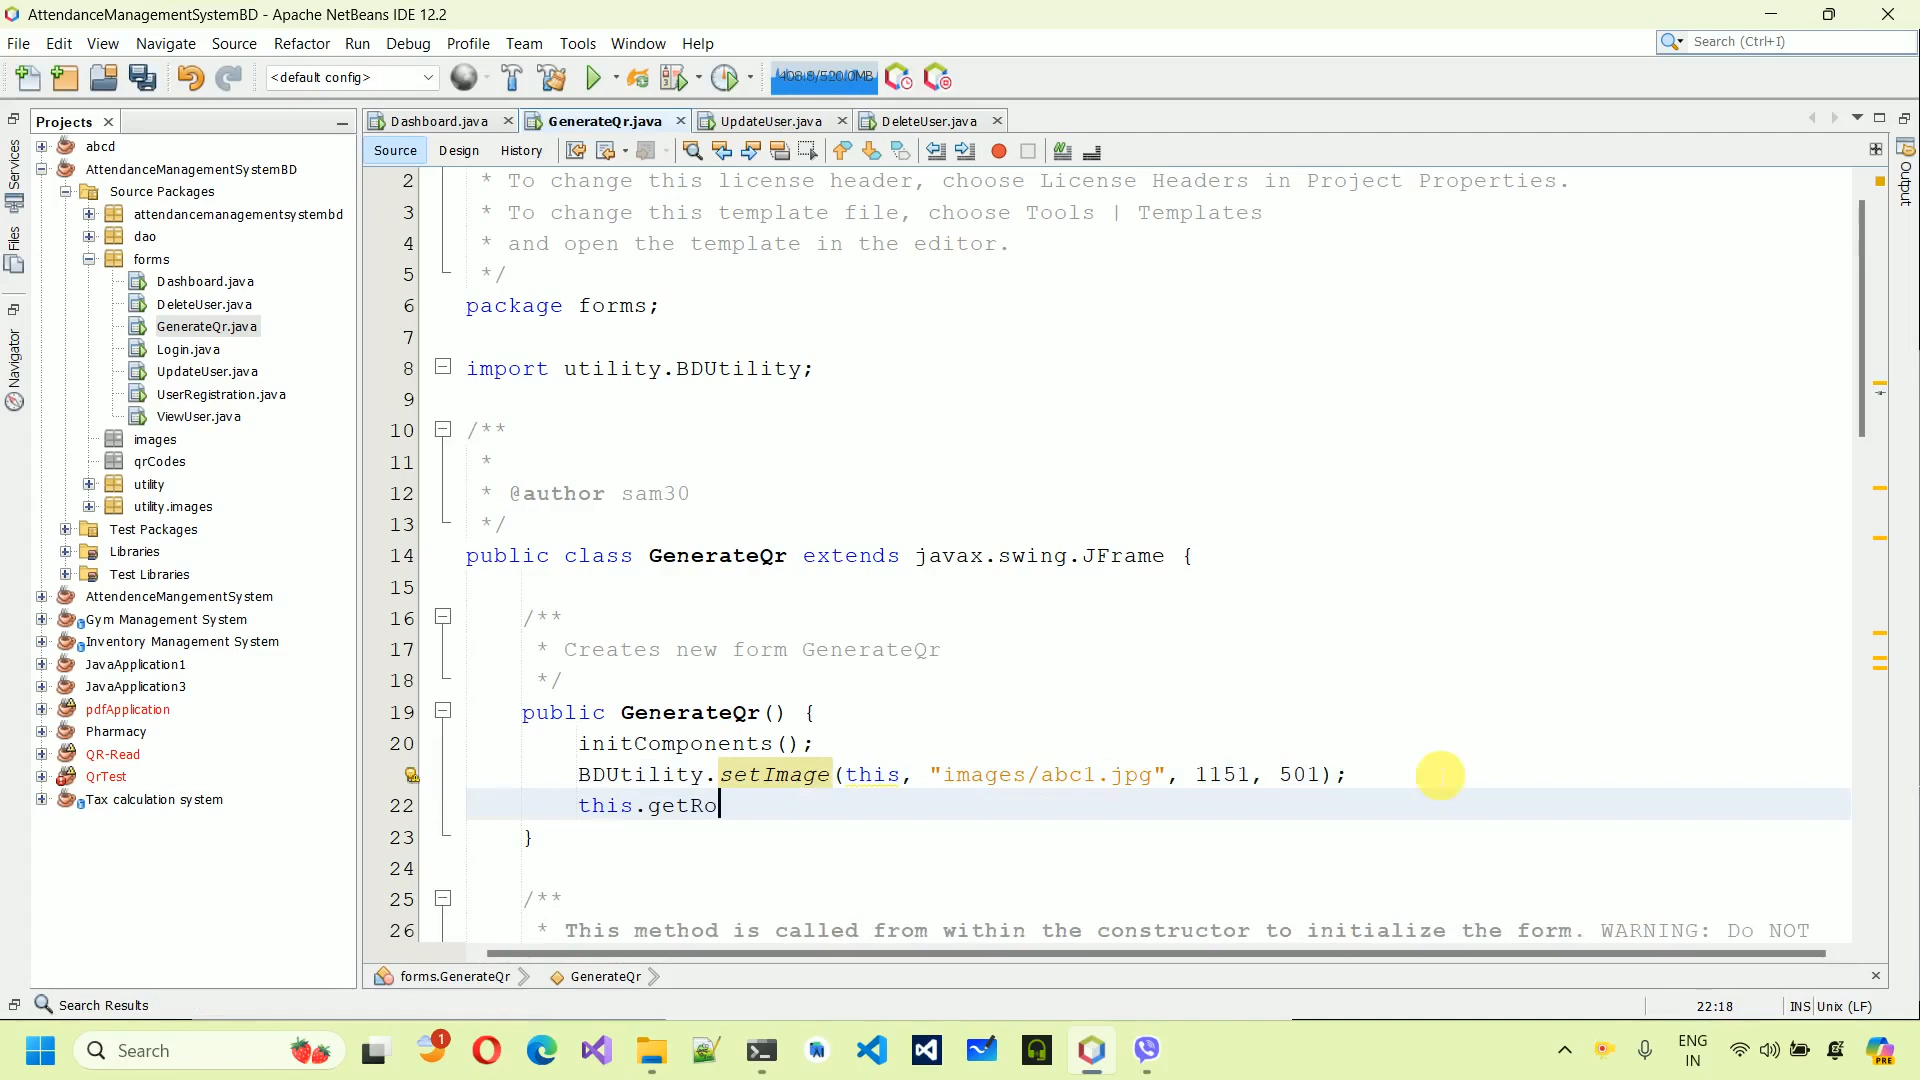 AttendanceManagementSystemBD - Apache NetBeans IDE 12.2
File Edit View Navigate Source Refactor Run Debug Profile Team Tools Window Help
Search (Ctrl+I)
<default config>
408.8/520.0MB
Projects
Dashboard.java
GenerateQr.java
UpdateUser.java
DeleteUser.java
Source Design History
Services
Files
Navigator
Output
abcd
AttendanceManagementSystemBD
Source Packages
attendancemanagementsystembd
dao
forms
Dashboard.java
DeleteUser.java
GenerateQr.java
Login.java
UpdateUser.java
UserRegistration.java
ViewUser.java
images
qrCodes
utility
utility.images
Test Packages
Libraries
Test Libraries
AttendenceMangementSystem
Gym Management System
Inventory Management System
JavaApplication1
JavaApplication3
pdfApplication
Pharmacy
QR-Read
QrTest
Tax calculation system
2 * To change this license header, choose License Headers in Project Properties.
3 * To change this template file, choose Tools | Templates
4 * and open the template in the editor.
5 */
6 package forms;
7
8 import utility.BDUtility;
9
10 /**
11 *
12 * @author sam30
13 */
14 public class GenerateQr extends javax.swing.JFrame {
15
16 /**
17 * Creates new form GenerateQr
18 */
19 public GenerateQr() {
20 initComponents();
BDUtility.setImage(this, "images/abc1.jpg", 1151, 501);
22 this.getRo
23 }
24
25 /**
26 * This method is called from within the constructor to initialize the form. WARNING: Do NOT
forms.GenerateQr
GenerateQr
Search Results
22:18
INS Unix (LF)
Search
1
ENG
IN
PRE